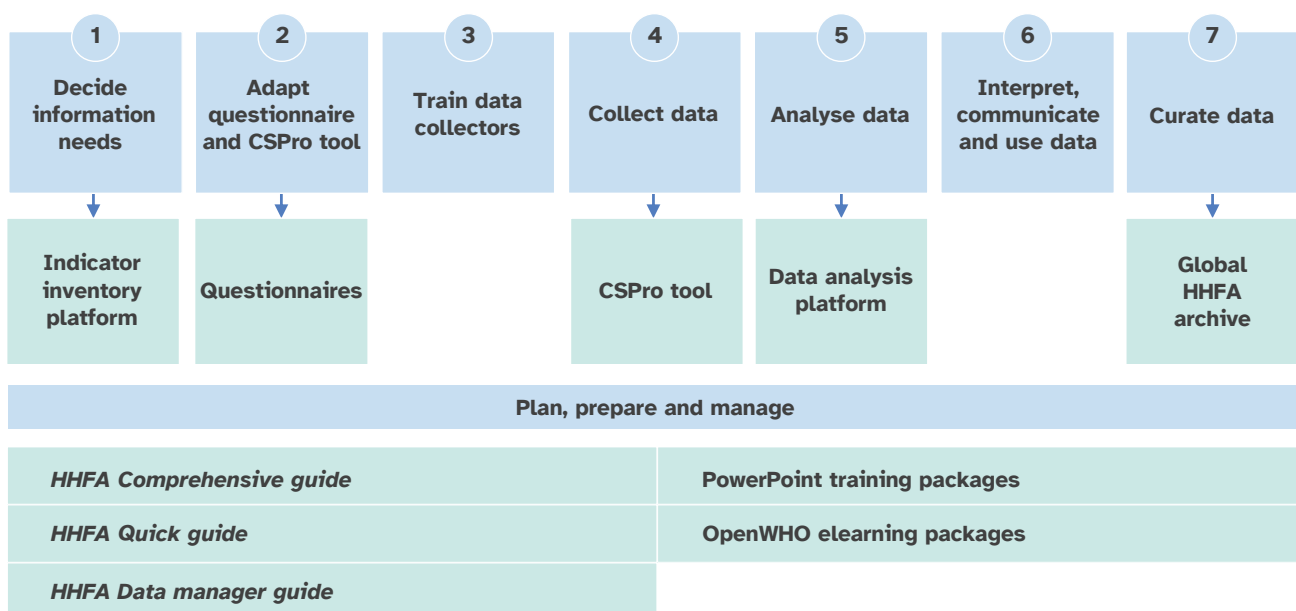 1
Decide
information
needs
2
Adapt
questionnaire
and CSPro tool
3
Train data
collectors
4
Collect data
5
Analyse data
6
Interpret,
communicate
and use data
7
Curate data
Indicator
inventory
platform
Questionnaires
CSPro tool
Data analysis
platform
Global
HHFA
archive
Plan, prepare and manage
HHFA Comprehensive guide
PowerPoint training packages
HHFA Quick guide
OpenWHO elearning packages
HHFA Data manager guide